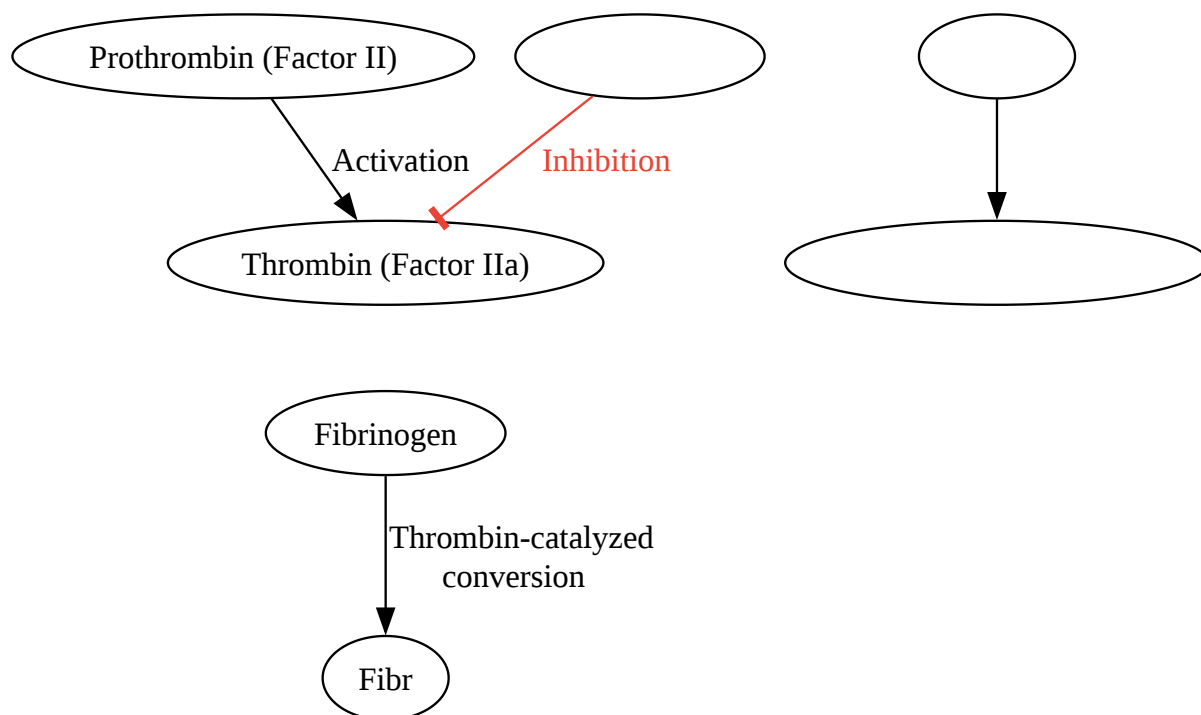 Prothrombin (Factor II)
Activation
Inhibition
Thrombin (Factor IIa)
Fibrinogen
Thrombin-catalyzed
conversion
Fibr